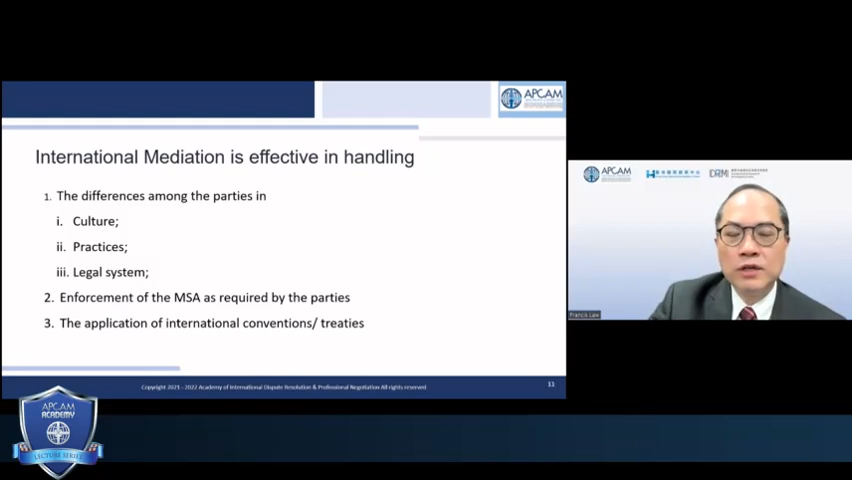 APCAM
International Mediation is effective in handling
1. The differences among the parties in
i. Culture;
ii. Practices;
iii. Legal system;
2. Enforcement of the MSA as required by the parties
3. The application of international conventions/ treaties
Copyright 2021 - 2022 Academy of International Dispute Resolution & Professional Negotiation All rights reserved
11
APCAM
IDRRMI
Francis Law
APCAM
ACADEMY
LECTURE SERIES